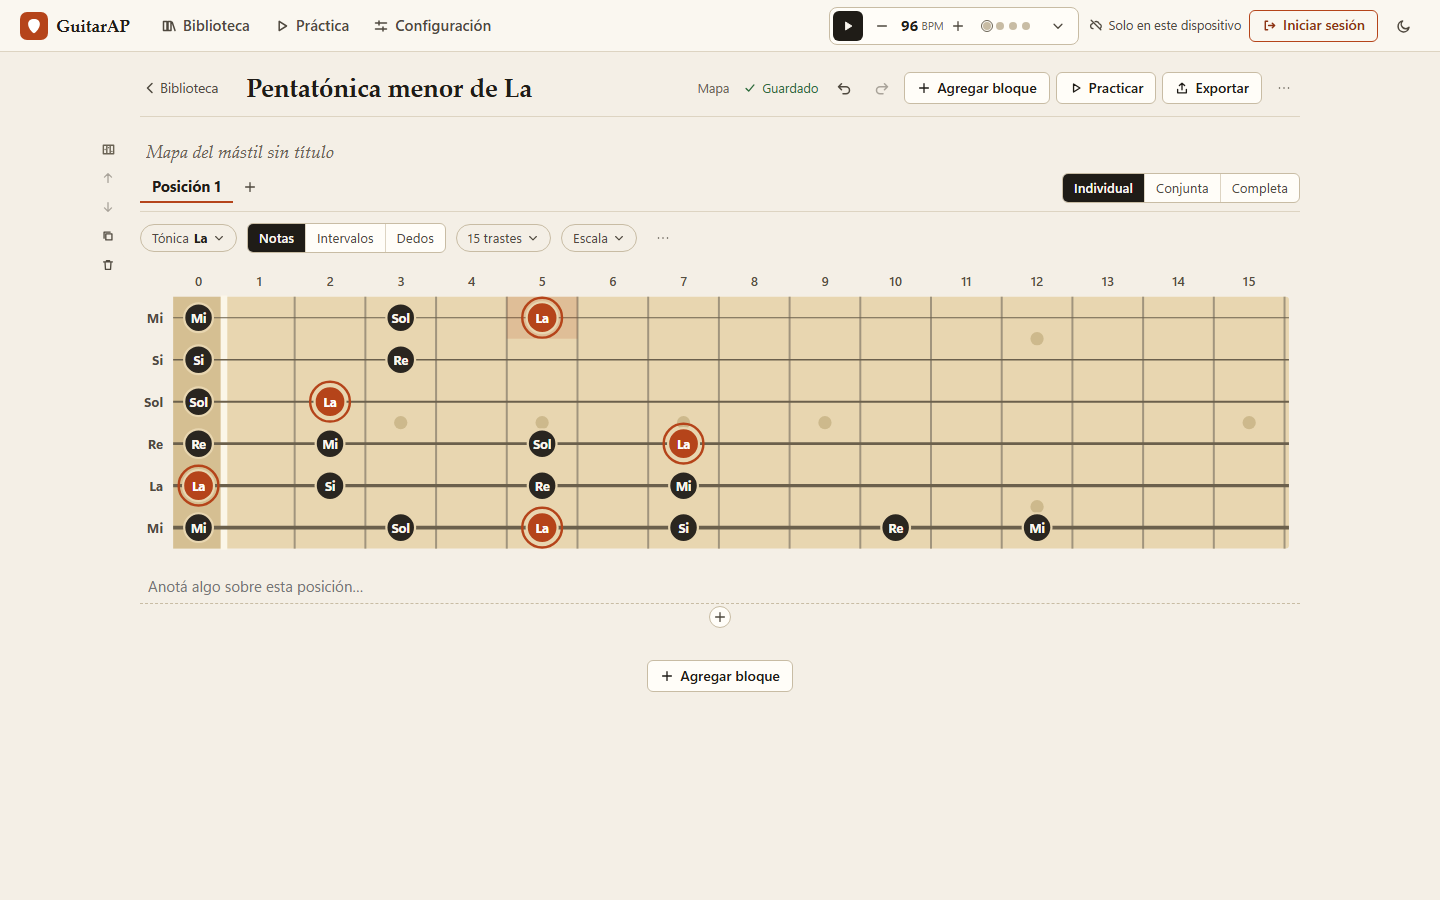 GuitarAP Biblioteca Práctica Configuración 96 BPM Solo en este dispositivo Iniciar sesión
Biblioteca Pentatónica menor de La Mapa Guardado Agregar bloque Practicar Exportar
Mapa del mástil sin título
Posición 1 Individual Conjunta Completa
Tónica La Notas Intervalos Dedos 15 trastes Escala
0 1 2 3 4 5 6 7 8 9 10 11 12 13 14 15
Mi Mi Sol La
Si Si Re
Sol Sol La
Re Re Mi Sol La
La La Si Re Mi
Mi Mi Sol La Si Re Mi
Anotá algo sobre esta posición...
Agregar bloque